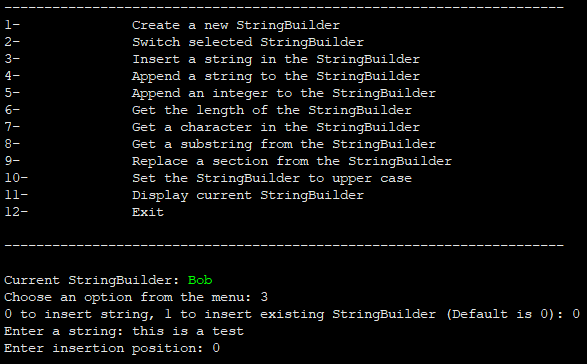 ----------------------------------------------------------------------
1- Create a new StringBuilder
2- Switch selected StringBuilder
3- Insert a string in the StringBuilder
4- Append a string to the StringBuilder
5- Append an integer to the StringBuilder
6- Get the length of the StringBuilder
7- Get a character in the StringBuilder
8- Get a substring from the StringBuilder
9- Replace a section from the StringBuilder
10- Set the StringBuilder to upper case
11- Display current StringBuilder
12- Exit
----------------------------------------------------------------------
Current StringBuilder: Bob
Choose an option from the menu: 3
0 to insert string, 1 to insert existing StringBuilder (Default is 0): 0
Enter a string: this is a test
Enter insertion position: 0